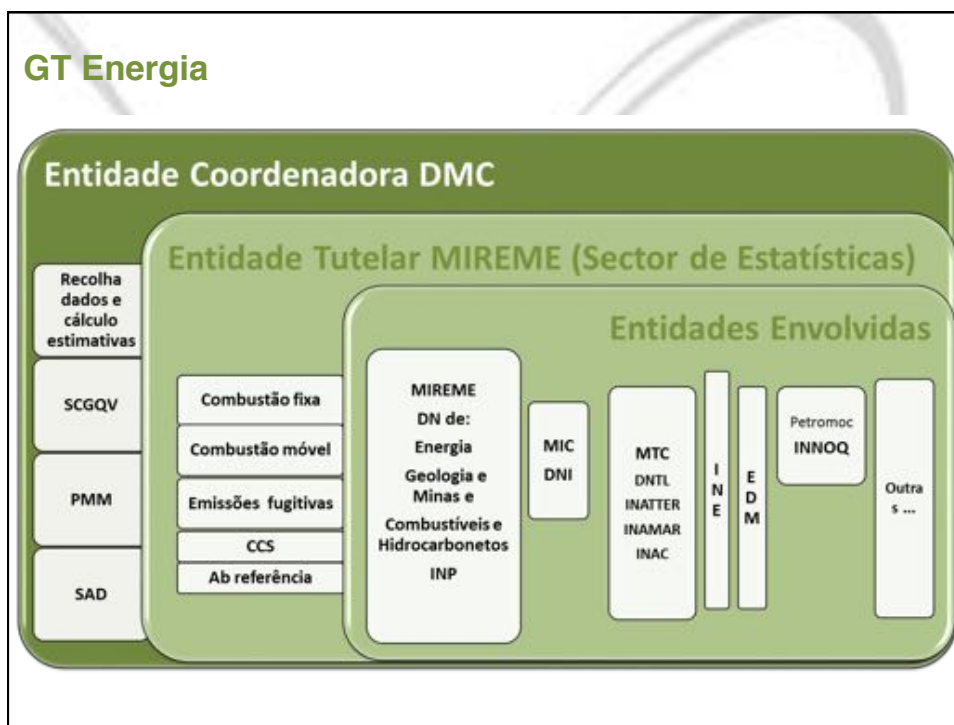 GT Energia
Entidade Coordenadora DMC
Entidade Tutelar MIREME (Sector de Estatísticas)
Entidades Envolvidas
Recolha
dados e
cálculo
estimativas
SCGQV
PMM
SAD
Combustão fixa
Combustão móvel
Emissões fugitivas
CCS
Ab referência
MIREME
DN de:
Energia
Geologia e
Minas e
Combustíveis e
Hidrocarbonetos
INP
MIC
DNI
MTC
DNTL
INATTER
INAMAR
INAC
I
N
E
E
D
M
Petromoc
INNOQ
Outra
s ...